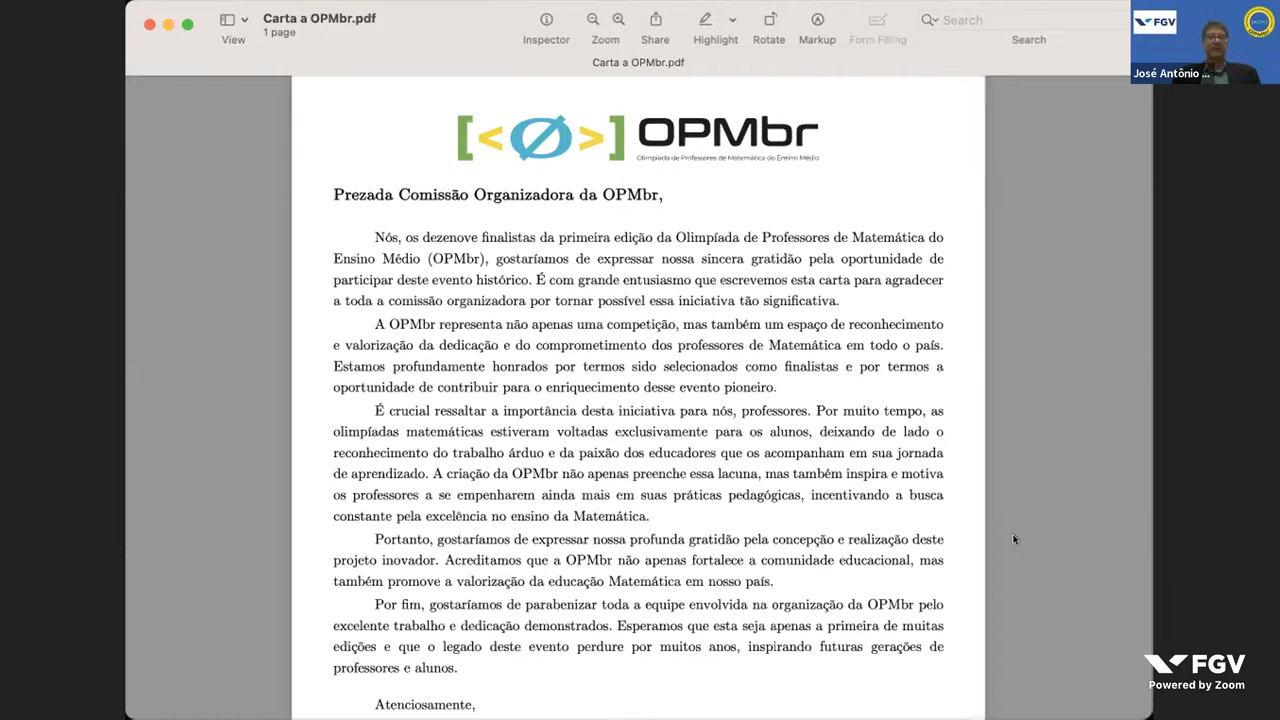 Carta a OPMbr.pdf
1 page
View
Inspector
Zoom
Share
Highlight
Rotate
Markup
Form Filling
Search
Search
Carta a OPMbr.pdf
FGV
José Antônio ...
[<Ø>] OPMbr
Olimpíada de Professores de Matemática do Ensino Médio
Prezada Comissão Organizadora da OPMbr,
Nós, os dezenove finalistas da primeira edição da Olimpíada de Professores de Matemática do
Ensino Médio (OPMbr), gostaríamos de expressar nossa sincera gratidão pela oportunidade de
participar deste evento histórico. É com grande entusiasmo que escrevemos esta carta para agradecer
a toda a comissão organizadora por tornar possível essa iniciativa tão significativa.
A OPMbr representa não apenas uma competição, mas também um espaço de reconhecimento
e valorização da dedicação e do comprometimento dos professores de Matemática em todo o país.
Estamos profundamente honrados por termos sido selecionados como finalistas e por termos a
oportunidade de contribuir para o enriquecimento desse evento pioneiro.
É crucial ressaltar a importância desta iniciativa para nós, professores. Por muito tempo, as
olimpíadas matemáticas estiveram voltadas exclusivamente para os alunos, deixando de lado o
reconhecimento do trabalho árduo e da paixão dos educadores que os acompanham em sua jornada
de aprendizado. A criação da OPMbr não apenas preenche essa lacuna, mas também inspira e motiva
os professores a se empenharem ainda mais em suas práticas pedagógicas, incentivando a busca
constante pela excelência no ensino da Matemática.
Portanto, gostaríamos de expressar nossa profunda gratidão pela concepção e realização deste
projeto inovador. Acreditamos que a OPMbr não apenas fortalece a comunidade educacional, mas
também promove a valorização da educação Matemática em nosso país.
Por fim, gostaríamos de parabenizar toda a equipe envolvida na organização da OPMbr pelo
excelente trabalho e dedicação demonstrados. Esperamos que esta seja apenas a primeira de muitas
edições e que o legado deste evento perdure por muitos anos, inspirando futuras gerações de
professores e alunos.
Atenciosamente,
FGV
Powered by Zoom